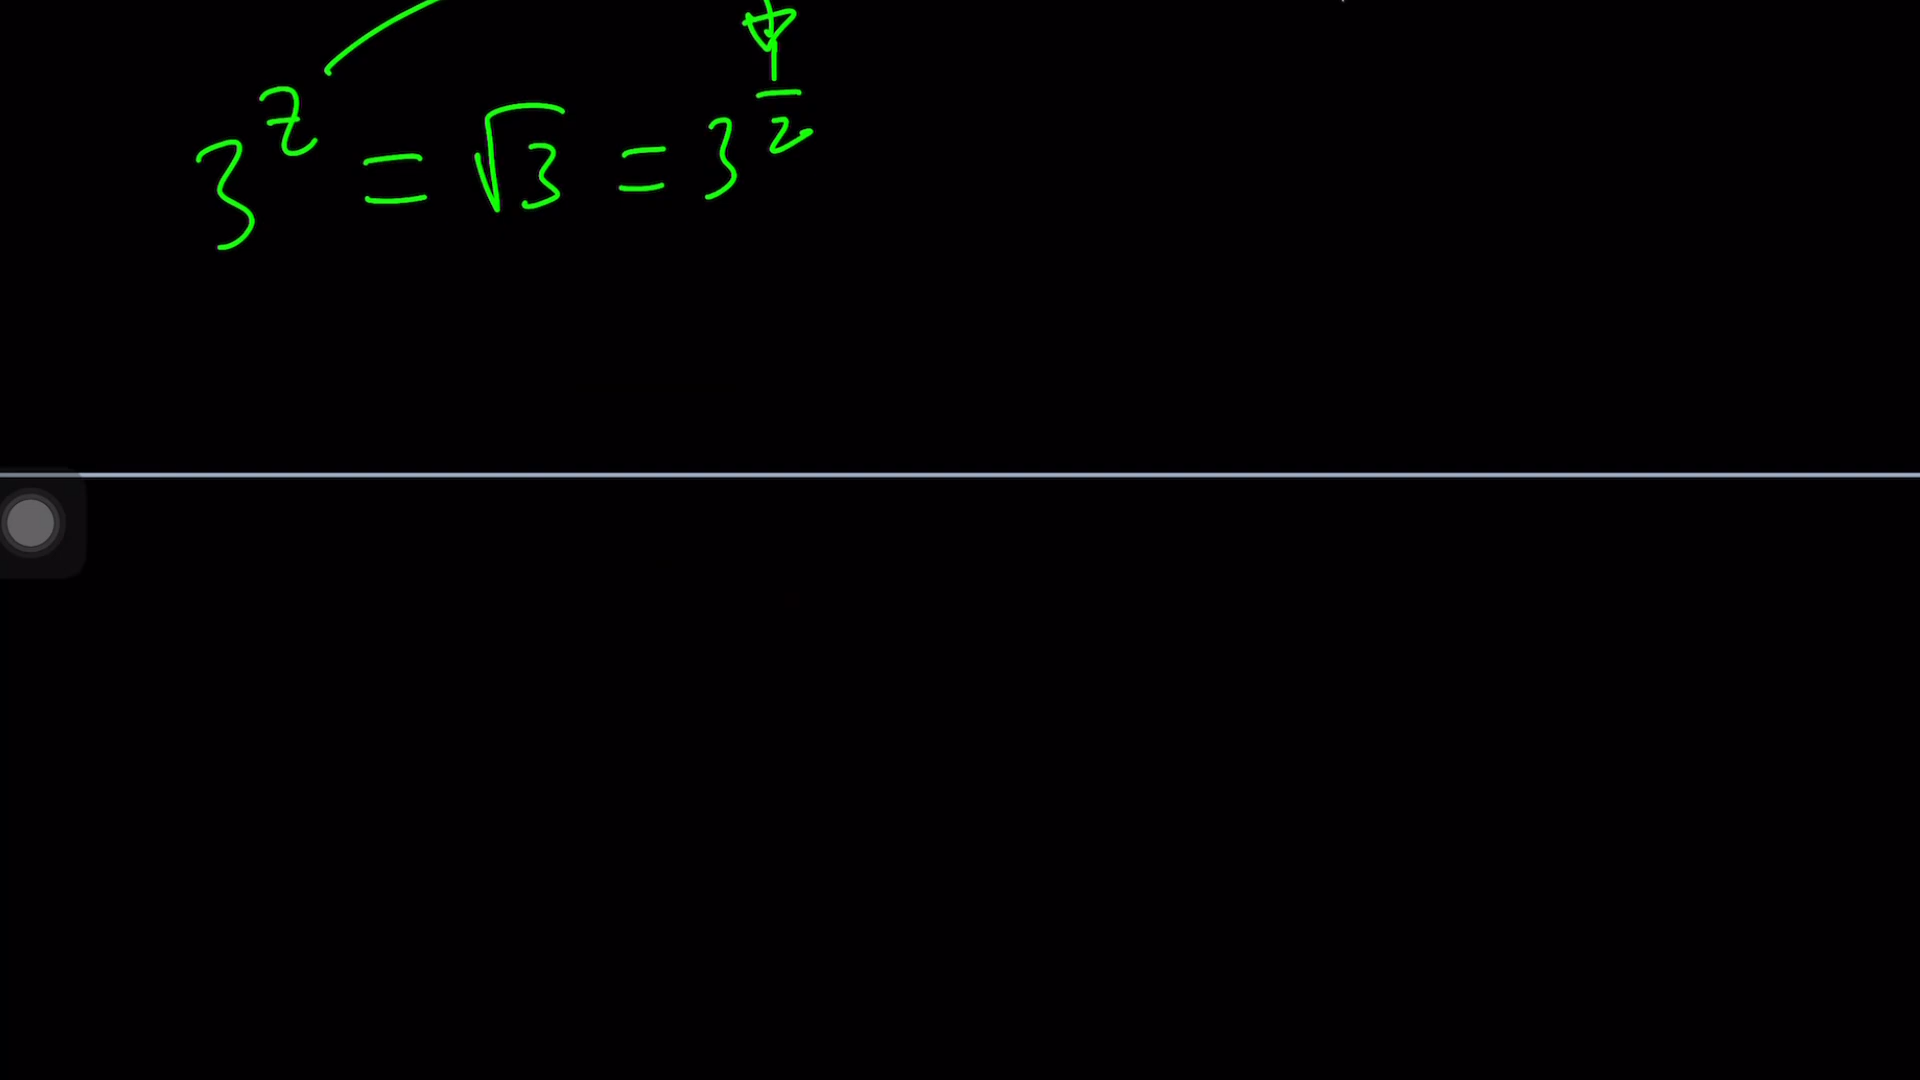 3^z = √3 = 3^(1/2)